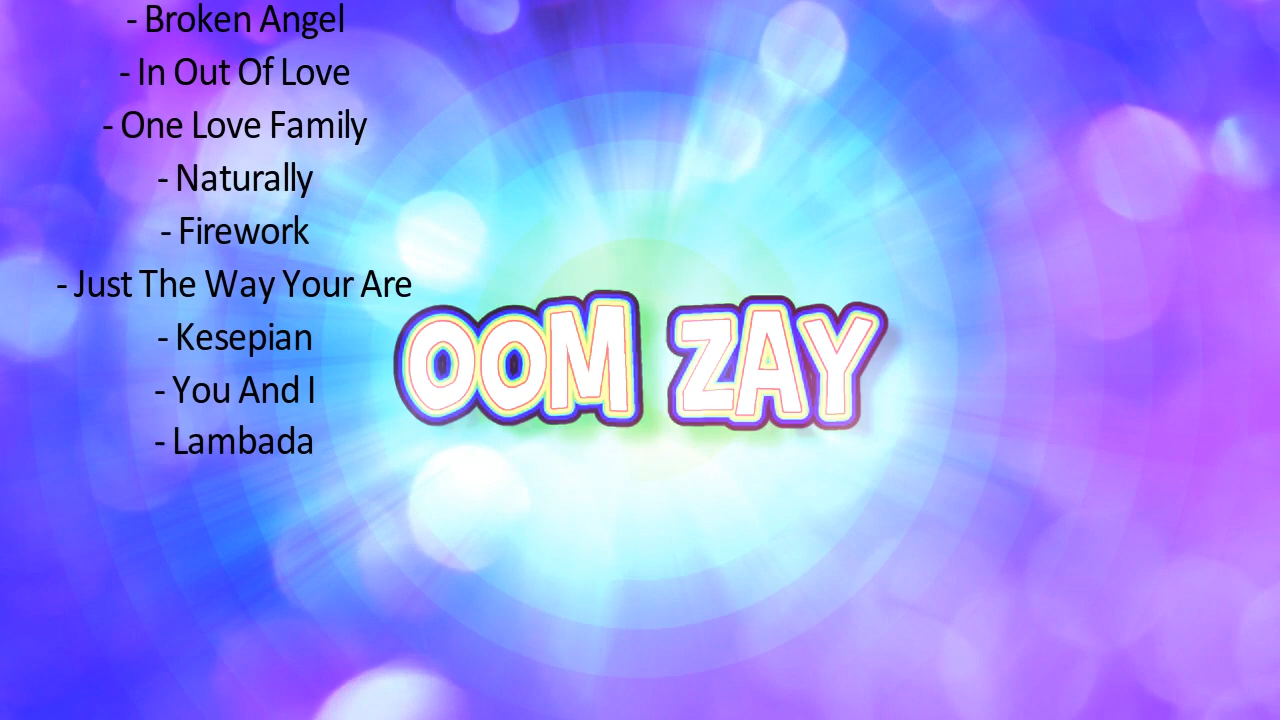 - Broken Angel
- In Out Of Love
- One Love Family
- Naturally
- Firework
- Just The Way Your Are
- Kesepian
- You And I
- Lambada
OOM ZAY